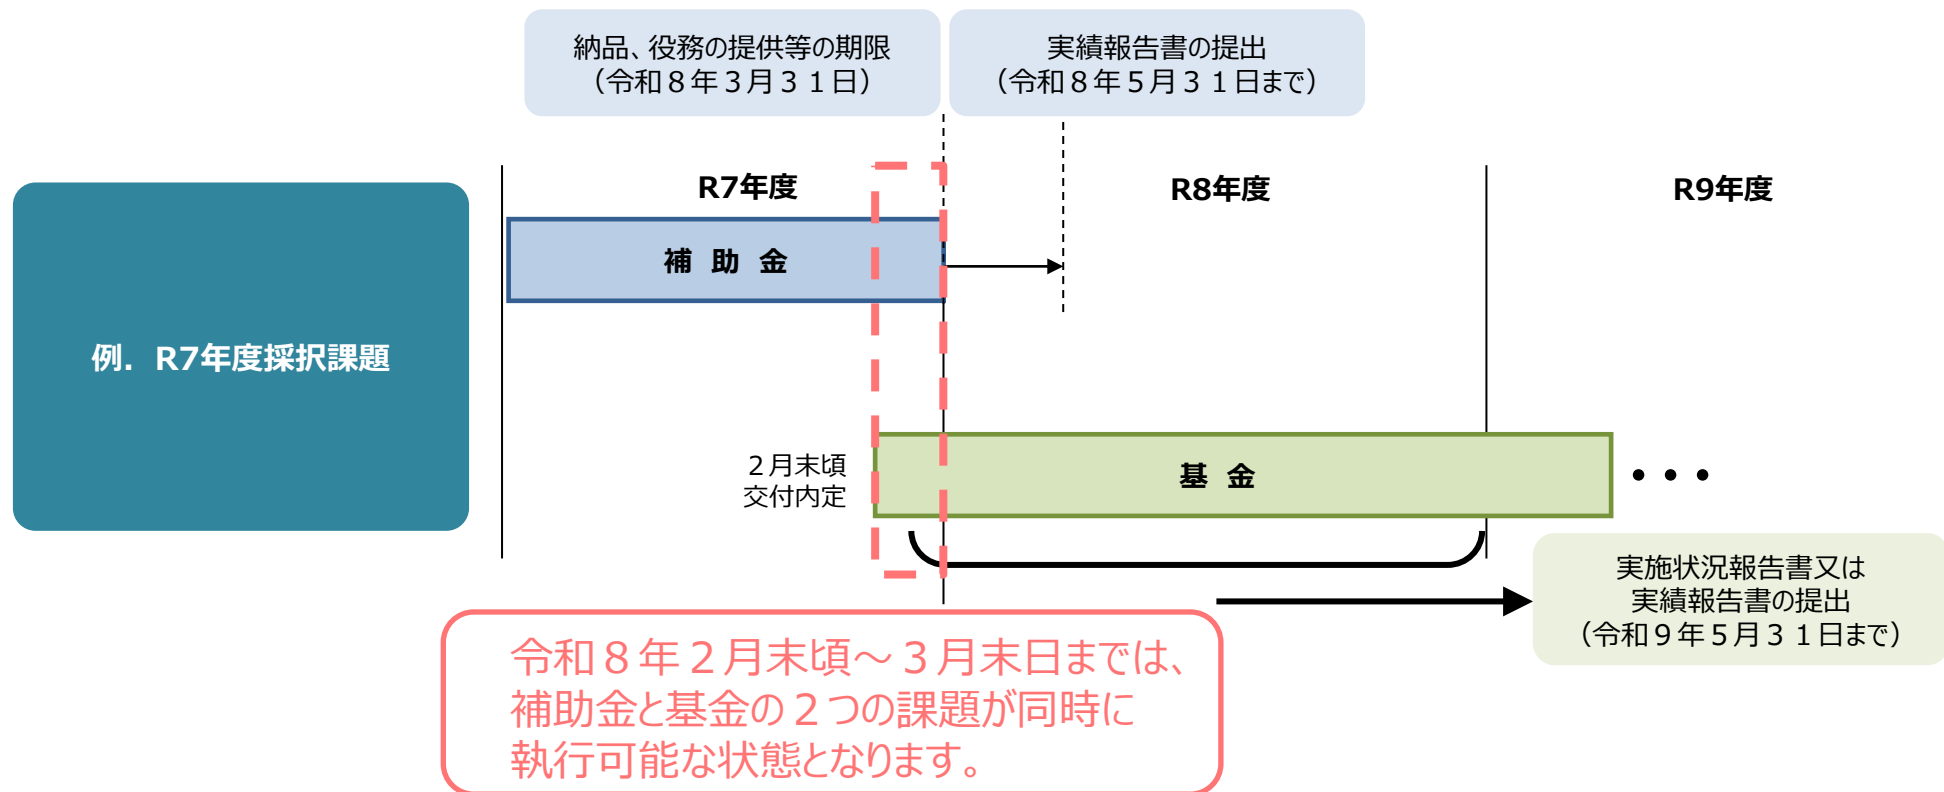 納品、役務の提供等の期限
（令和８年３月３１日）
実績報告書の提出
（令和８年５月３１日まで）
R7年度
R8年度
R9年度
補 助 金
例．R7年度採択課題
２月末頃
交付内定
基 金
・・・
実施状況報告書又は
実績報告書の提出
（令和９年５月３１日まで）
令和８年２月末頃～３月末日までは、
補助金と基金の２つの課題が同時に
執行可能な状態となります。